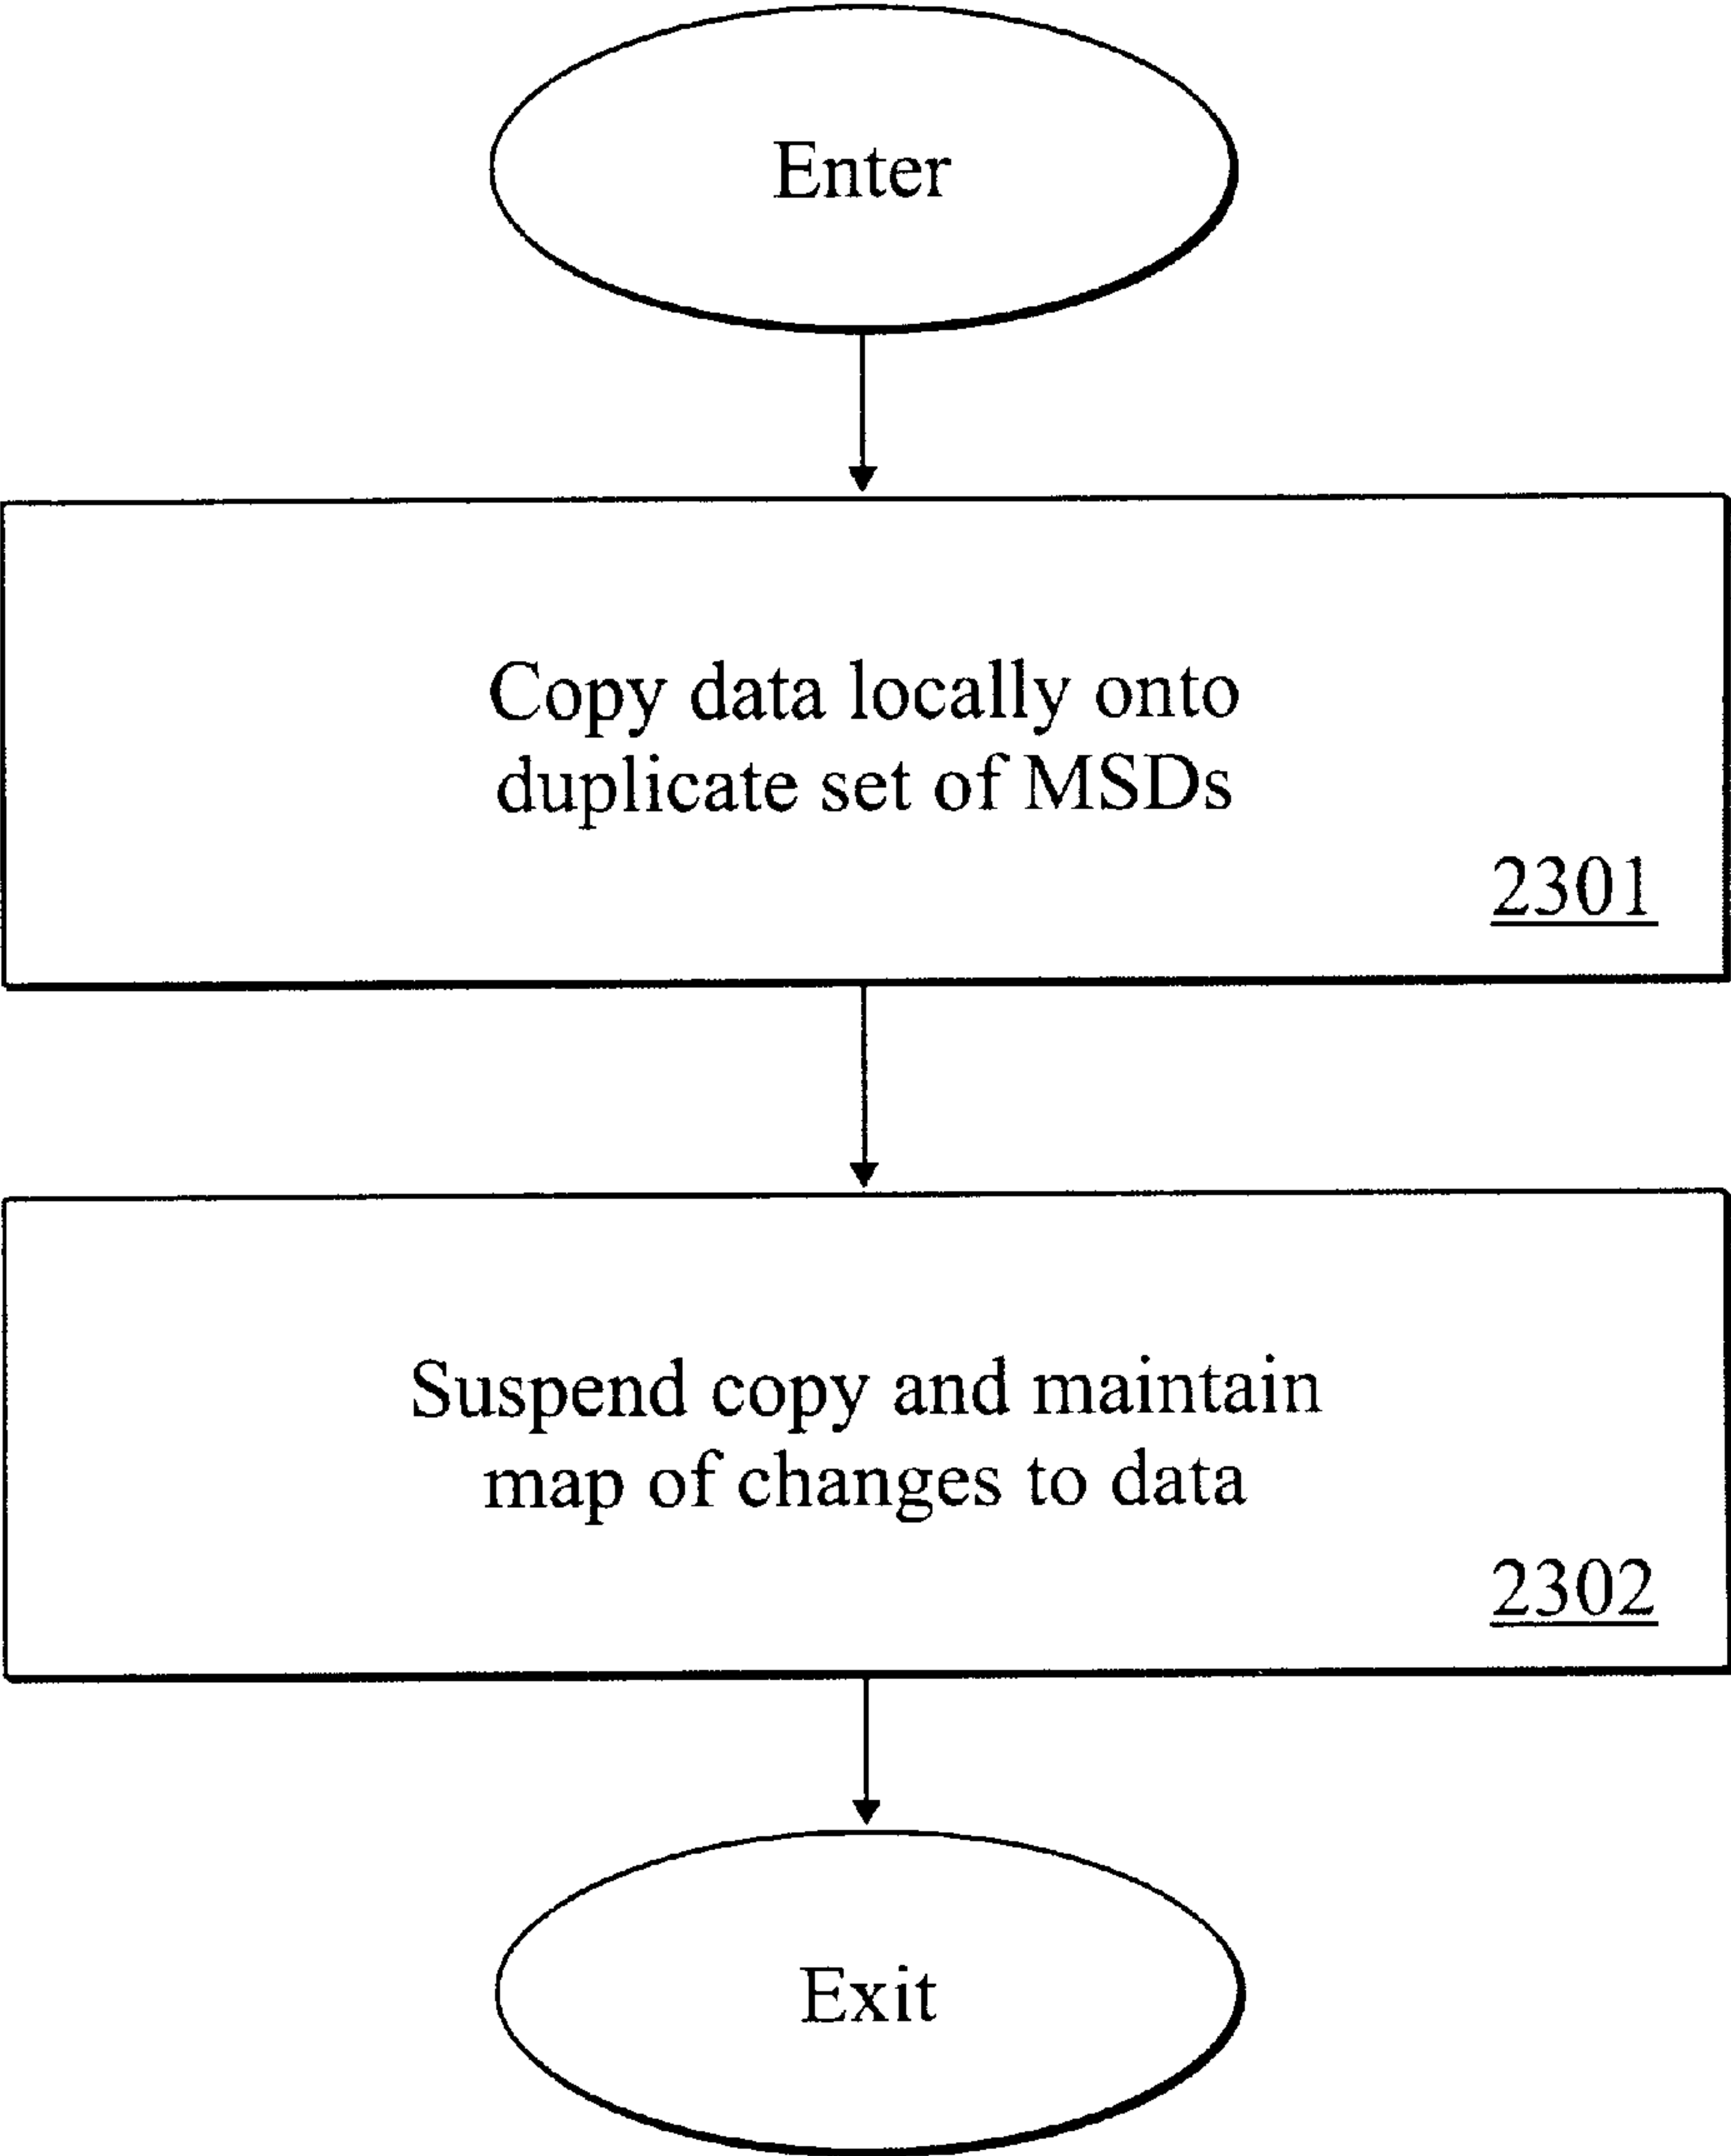 Enter
Copy data locally onto
duplicate set of MSDs
2301
Suspend copy and maintain
map of changes to data
2302
Exit